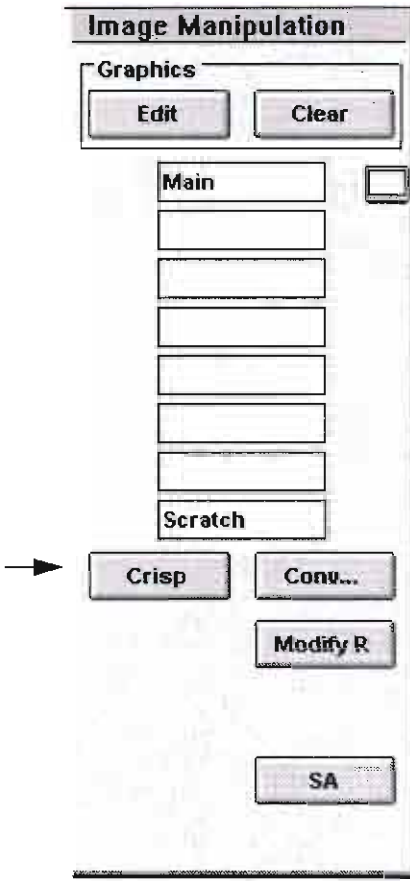 Image Manipulation
Graphics
Edit Clear
Main
Scratch
Crisp Conv...
Modify R
SA